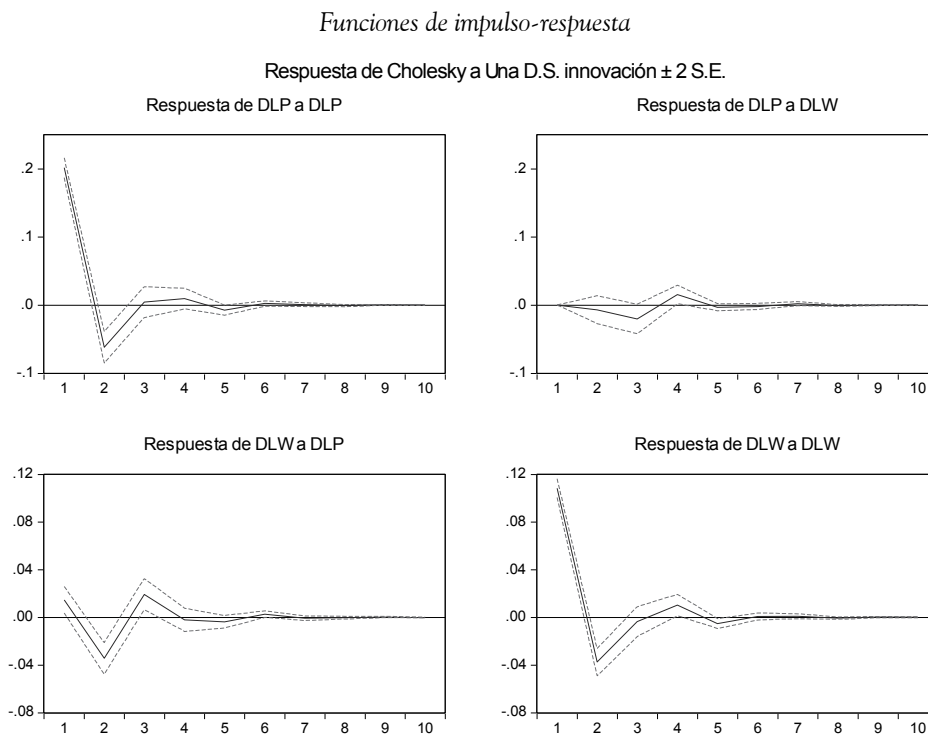 Funciones de impulso-respuesta
Respuesta de Cholesky a Una D.S. innovación ± 2 S.E.
Respuesta de DLP a DLP
.2
.1
.0
-.1
1 2 3 4 5 6 7 8 9 10
Respuesta de DLP a DLW
.2
.1
.0
-.1
1 2 3 4 5 6 7 8 9 10
Respuesta de DLW a DLP
.12
.08
.04
.00
-.04
-.08
1 2 3 4 5 6 7 8 9 10
Respuesta de DLW a DLW
.12
.08
.04
.00
-.04
-.08
1 2 3 4 5 6 7 8 9 10